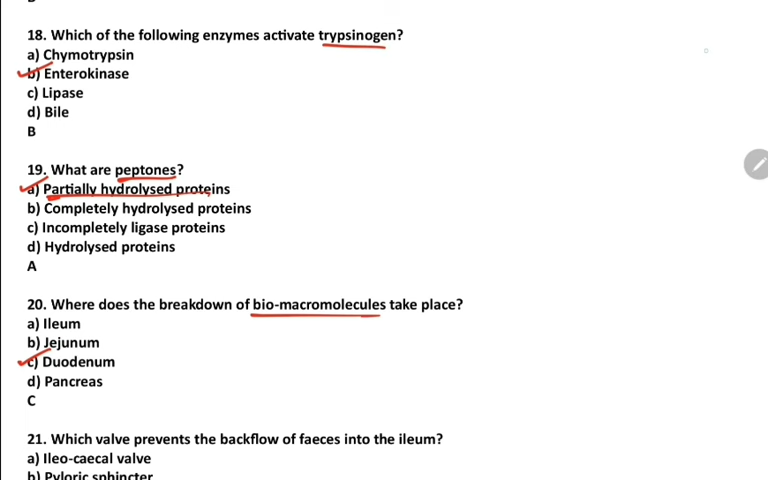 18. Which of the following enzymes activate trypsinogen?
a) Chymotrypsin
b) Enterokinase
c) Lipase
d) Bile
B
19. What are peptones?
a) Partially hydrolysed proteins
b) Completely hydrolysed proteins
c) Incompletely ligase proteins
d) Hydrolysed proteins
A
20. Where does the breakdown of bio-macromolecules take place?
a) Ileum
b) Jejunum
c) Duodenum
d) Pancreas
C
21. Which valve prevents the backflow of faeces into the ileum?
a) Ileo-caecal valve
b) Pyloric sphincter